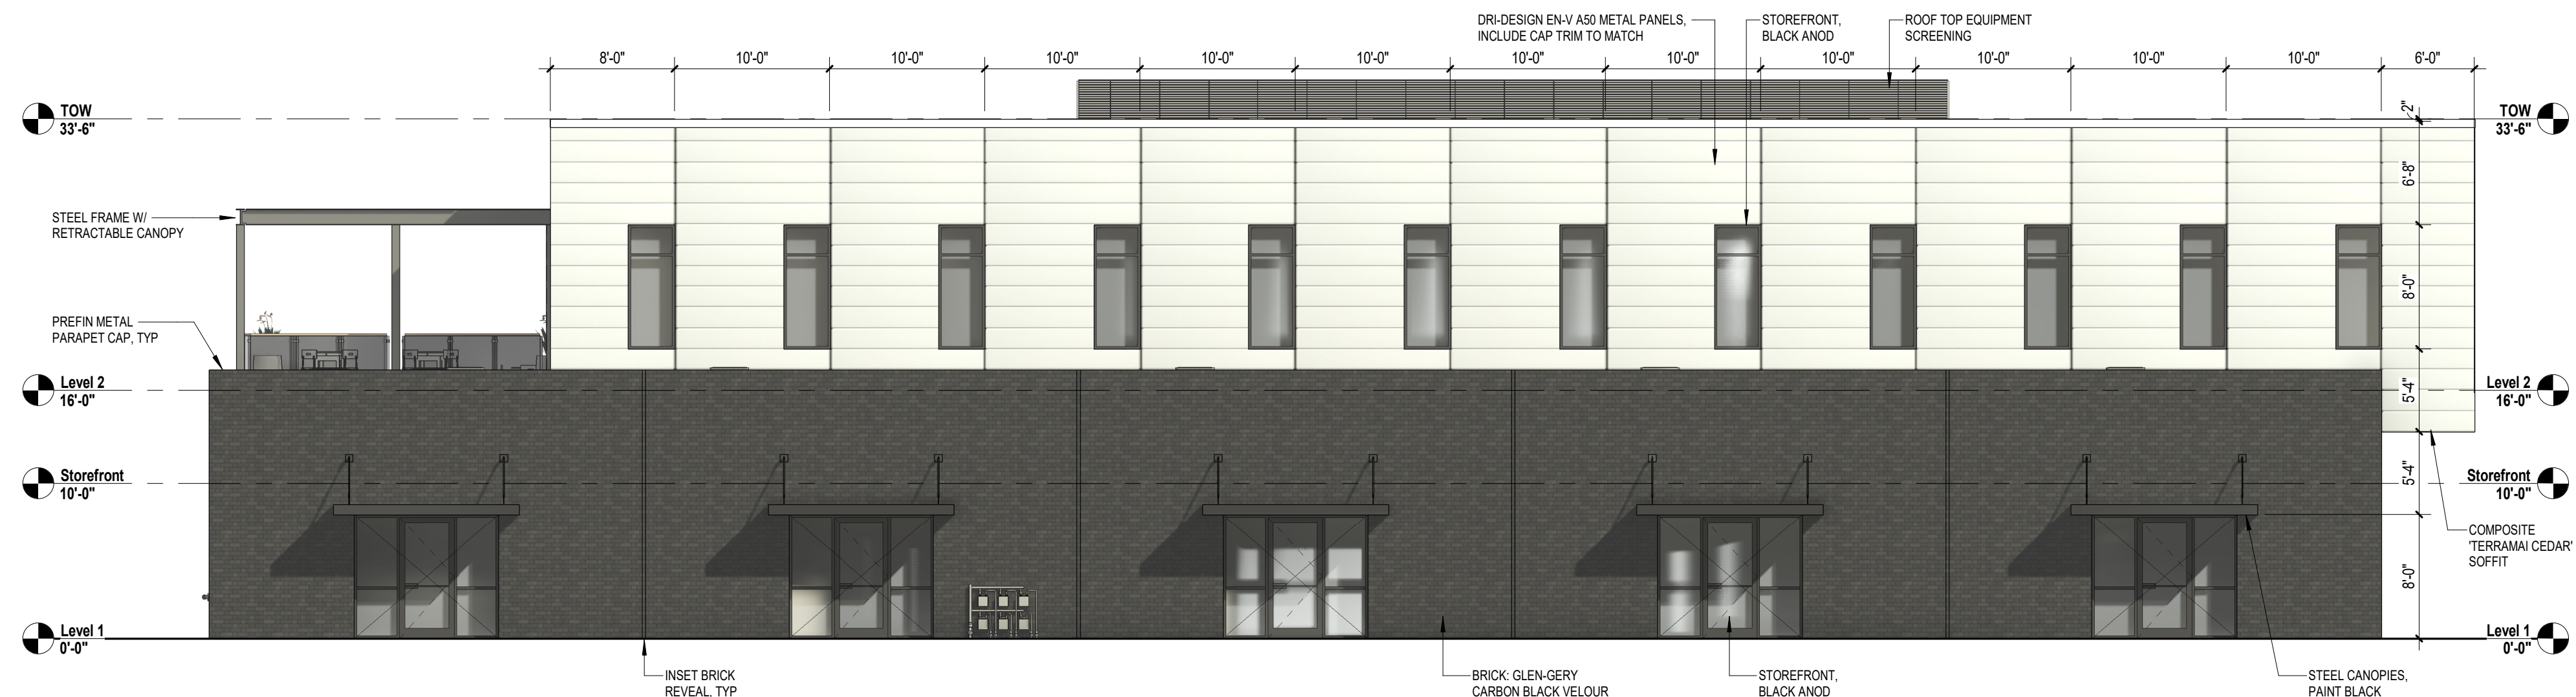 DRI-DESIGN EN-V A50 METAL PANELS,
INCLUDE CAP TRIM TO MATCH
STOREFRONT,
BLACK ANOD
ROOF TOP EQUIPMENT
SCREENING
8'-0" 10'-0" 10'-0" 10'-0" 10'-0" 10'-0" 10'-0" 10'-0" 10'-0" 10'-0" 10'-0" 10'-0" 6'-0"
TOW
33'-6"
2"
TOW
33'-6"
6'-8"
STEEL FRAME W/
RETRACTABLE CANOPY
8'-0"
PREFIN METAL
PARAPET CAP, TYP
Level 2
16'-0"
5'-4"
Level 2
16'-0"
Storefront
10'-0"
5'-4"
Storefront
10'-0"
COMPOSITE
'TERRAMAI CEDAR'
SOFFIT
8'-0"
Level 1
0'-0"
Level 1
0'-0"
INSET BRICK
REVEAL, TYP
BRICK: GLEN-GERY
CARBON BLACK VELOUR
STOREFRONT,
BLACK ANOD
STEEL CANOPIES,
PAINT BLACK